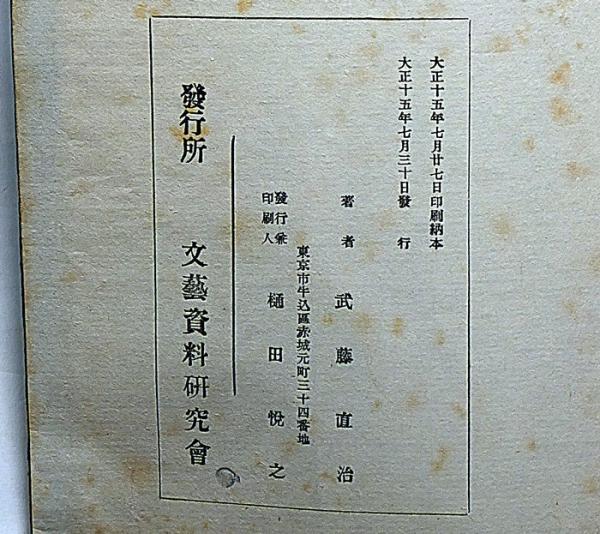 大正十五年七月廿七日印刷納本
大正十五年七月三十日發行
著者 武藤直治
東京市牛込區赤城元町三十四番地
發行兼印刷人 樋田悅之
發行所 文藝資料研究會